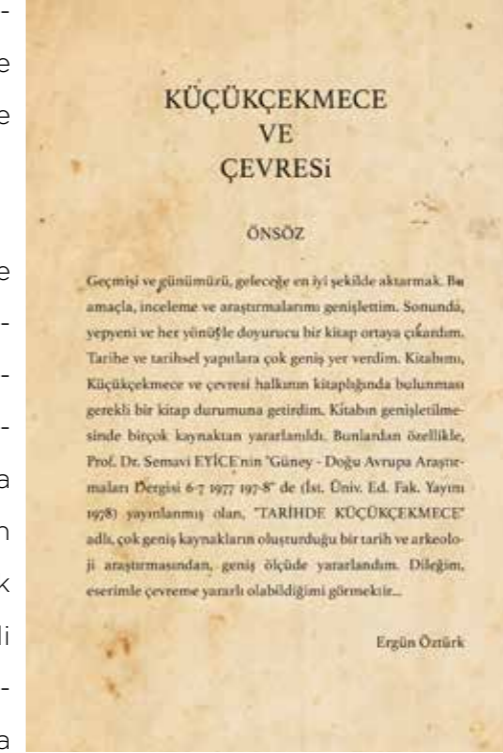 -
e
e
e
-
-
-
a
n
k
li
-
a
KÜÇÜKÇEKMECE
VE
ÇEVRESi
ÖNSÖZ
Geçmişi ve günümüzü, geleceğe en iyi şekilde aktarmak. Bu
amaçla, inceleme ve araştırmalarımı genişlettim. Sonunda,
yepyeni ve her yönüyle doyurucu bir kitap ortaya çıkardım.
Tarihe ve tarihsel yapıtlara çok geniş yer verdim. Kitabımı,
Küçükçekmece ve çevresi halkının kitaplığında bulunması
gerekli bir kitap durumuna getirdim. Kitabın genişletilme-
sinde birçok kaynaktan yararlanıldı. Bunlardan özellikle,
Prof. Dr. Semavi EYİCE'nin "Güney - Doğu Avrupa Araştır-
maları Dergisi 6-7 1977 197-8" de (İst. Üniv. Ed. Fak. Yayını
1978) yayınlanmış olan, "TARİHDE KÜÇÜKÇEKMECE"
adlı, çok geniş kaynakların oluşturduğu bir tarih ve arkeolo-
ji araştırmasından, geniş ölçüde yararlandım. Dileğim,
eserimle çevreme yararlı olabildiğimi görmektir...
Ergün Öztürk